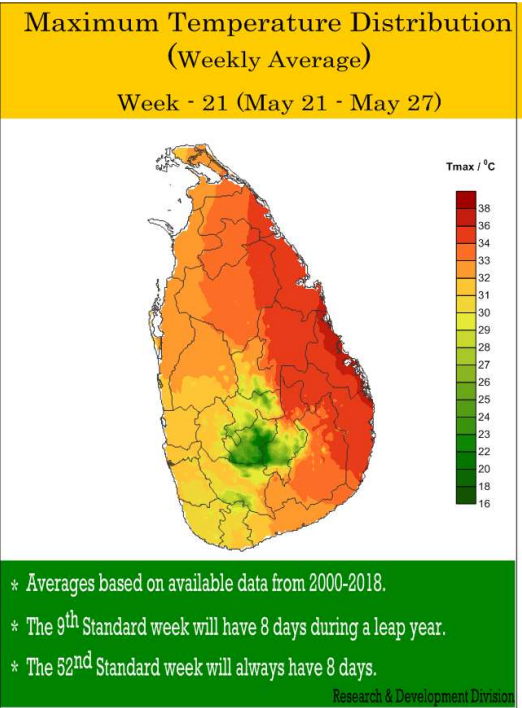 Maximum Temperature Distribution
(Weekly Average)
Week - 21 (May 21 - May 27)
Tmax / ⁰C
38
36
34
33
33
32
31
30
29
28
27
26
25
24
23
22
20
18
16
* Averages based on available data from 2000-2018.
* The 9th Standard week will have 8 days during a leap year.
* The 52nd Standard week will always have 8 days.
Research & Development Division